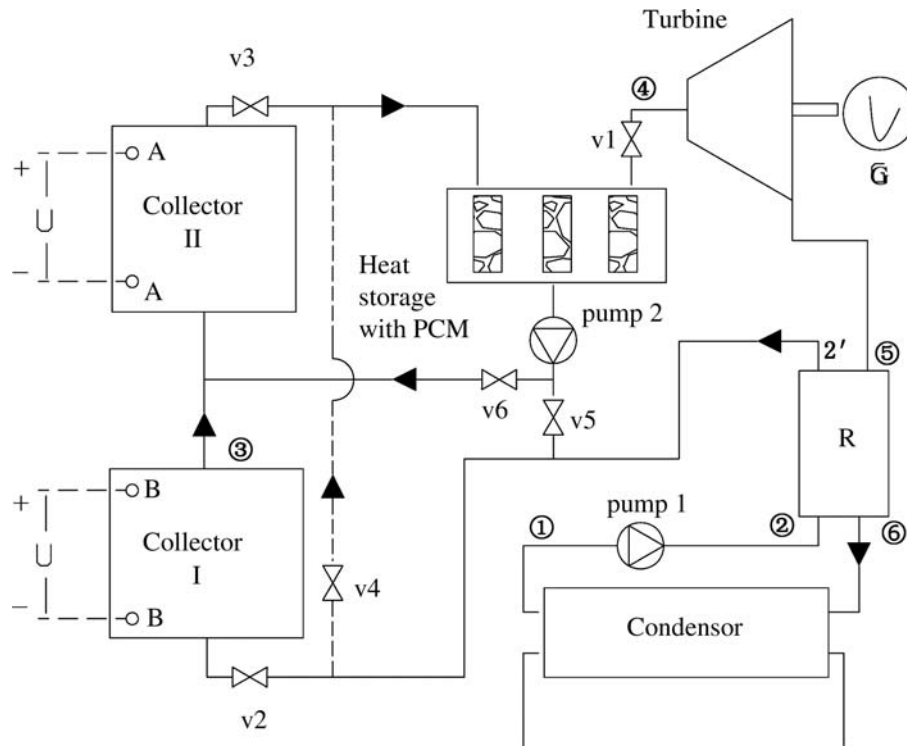 Turbine
v3
④
v1
+
A
Collector
II
U
−
A
G
Heat
storage
with PCM
pump 2
2′
⑤
v6
v5
R
③
+
B
Collector
I
U
−
B
pump 1
①
②
⑥
v4
Condensor
v2